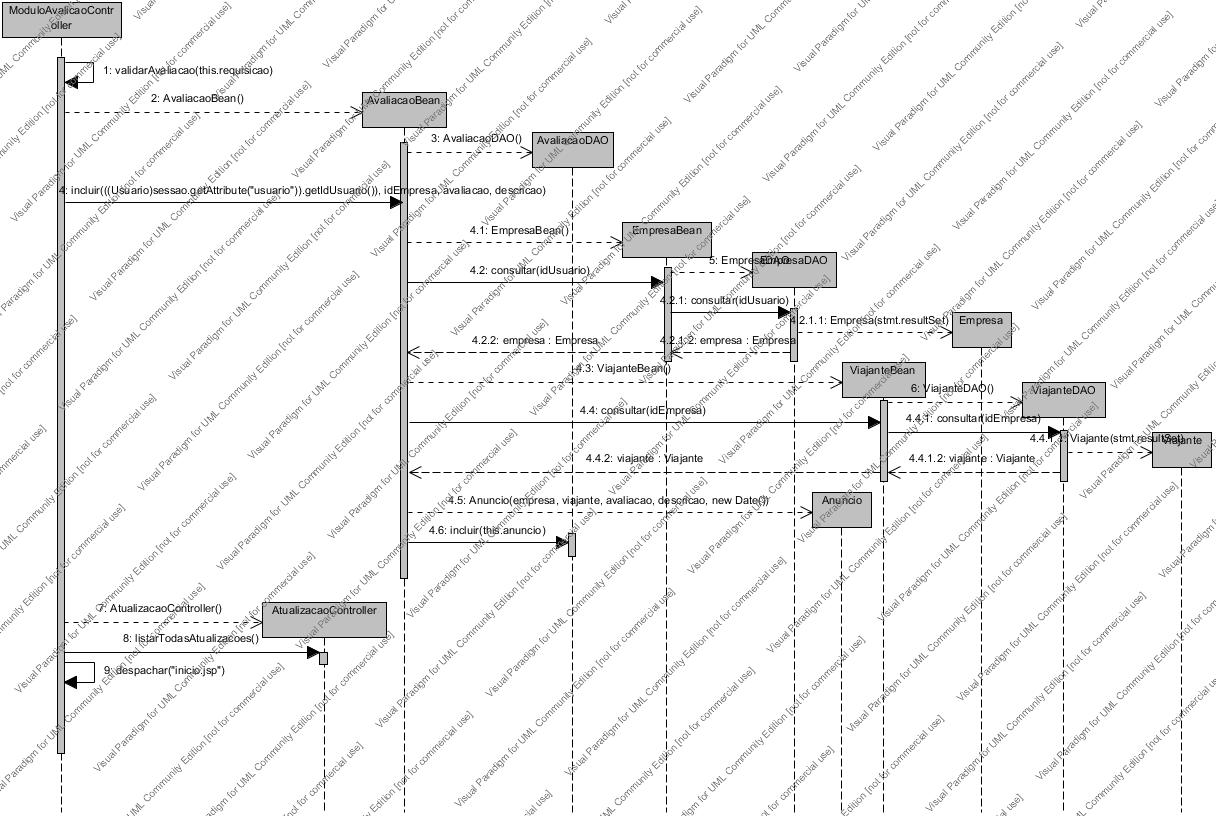 ModuloAvalicaoContr
oller
1: validarAvaliacao(this.requisicao)
2: AvaliacaoBean()
AvaliacaoBean
3: AvaliacaoDAO()
AvaliacaoDAO
4: incluir(((Usuario)sessao.getAttribute("usuario")).getIdUsuario()), idEmpresa, avaliacao, descricao)
4.1: EmpresaBean()
EmpresaBean
5: EmpresaDAO()
EmpresaDAO
4.2: consultar(idUsuario)
4.2.1: consultar(idUsuario)
4.2.1.1: Empresa(stmt.resultSet)
Empresa
4.2.2: empresa : Empresa
4.2.1.2: empresa : Empresa
4.3: ViajanteBean()
ViajanteBean
6: ViajanteDAO()
ViajanteDAO
4.4: consultar(idEmpresa)
4.4.1: consultar(idEmpresa)
4.4.1.1: Viajante(stmt.resultSet)
Viajante
4.4.2: viajante : Viajante
4.4.1.2: viajante : Viajante
4.5: Anuncio(empresa, viajante, avaliacao, descricao, new Date())
Anuncio
4.6: incluir(this.anuncio)
7: AtualizacaoController()
AtualizacaoController
8: listarTodasAtualizacoes()
9: despachar("inicio.jsp")
Visual Paradigm for UML Community Edition [not for commercial use]